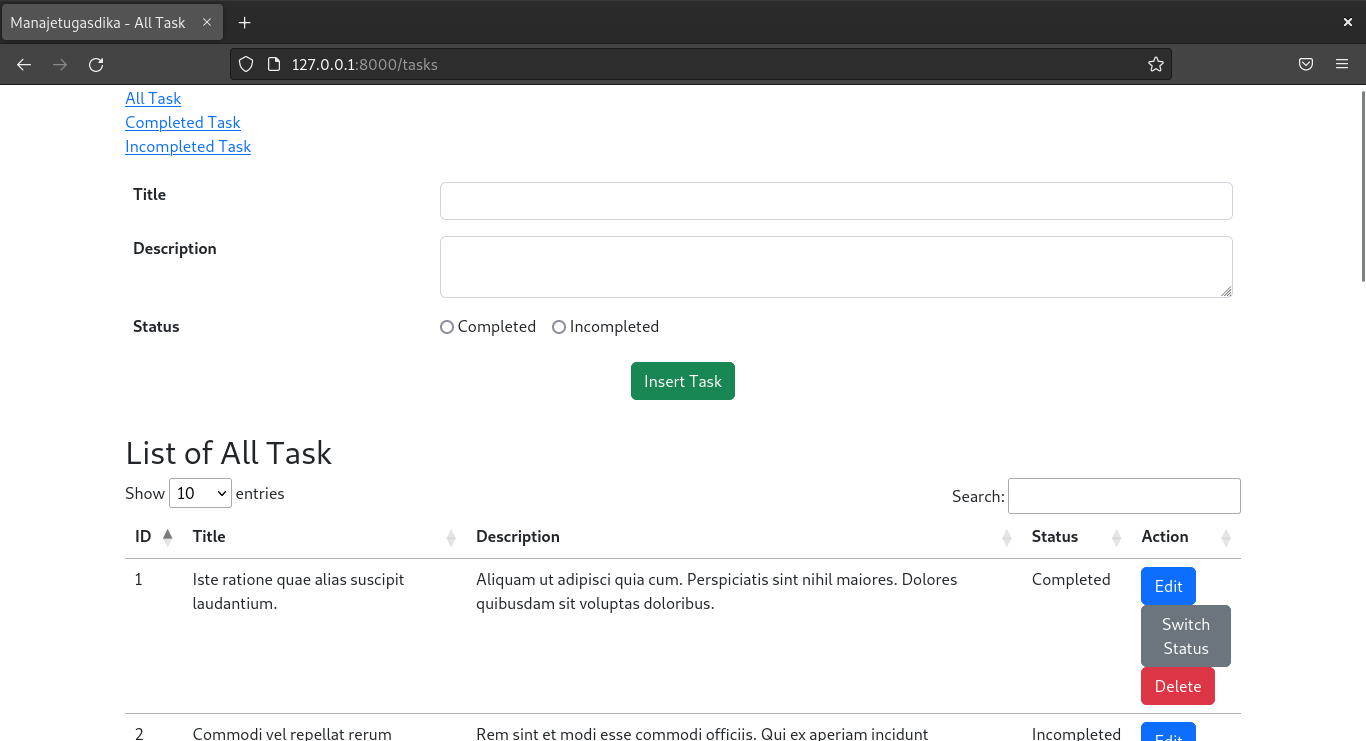 Manajetugasdika - All Task
127.0.0.1:8000/tasks
All Task
Completed Task
Incompleted Task
Title
Description
Status
Completed Incompleted
Insert Task
List of All Task
Show 10 entries
Search:
ID Title Description Status Action
1 Iste ratione quae alias suscipit Aliquam ut adipisci quia cum. Perspiciatis sint nihil maiores. Dolores Completed Edit
laudantium. quibusdam sit voluptas doloribus.
Switch
Status
Delete
2 Commodi vel repellat rerum Rem sint et modi esse commodi officiis. Qui ex aperiam incidunt Incompleted Edit